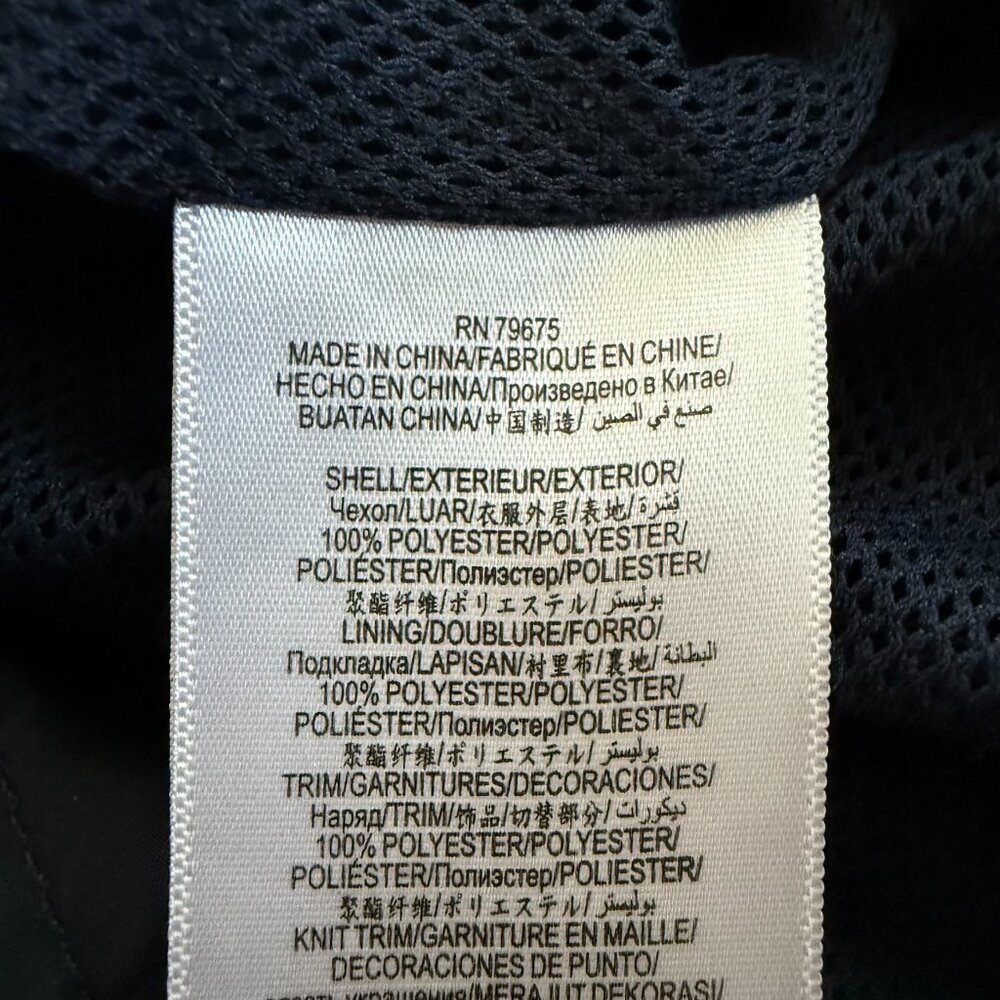 RN 79675
MADE IN CHINA/FABRIQUÉ EN CHINE/
HECHO EN CHINA/Произведено в Китае/
BUATAN CHINA/中国制造/ صنع في الصين
SHELL/EXTERIEUR/EXTERIOR/
Чехол/LUAR/衣服外层/表地/ قشرة
100% POLYESTER/POLYESTER/
POLIÉSTER/Полиэстер/POLIESTER/
聚酯纤维/ポリエステル/ بوليستر
LINING/DOUBLURE/FORRO/
Подкладка/LAPISAN/衬里布/裏地/ البطانة
100% POLYESTER/POLYESTER/
POLIÉSTER/Полиэстер/POLIESTER/
聚酯纤维/ポリエステル/ بوليستر
TRIM/GARNITURES/DECORACIONES/
Наряд/TRIM/饰品/切替部分/ ديكورات
100% POLYESTER/POLYESTER/
POLIÉSTER/Полиэстер/POLIESTER/
聚酯纤维/ポリエステル/ بوليستر
KNIT TRIM/GARNITURE EN MAILLE/
DECORACIONES DE PUNTO/
украшения/MERAJUT DEKORASI/